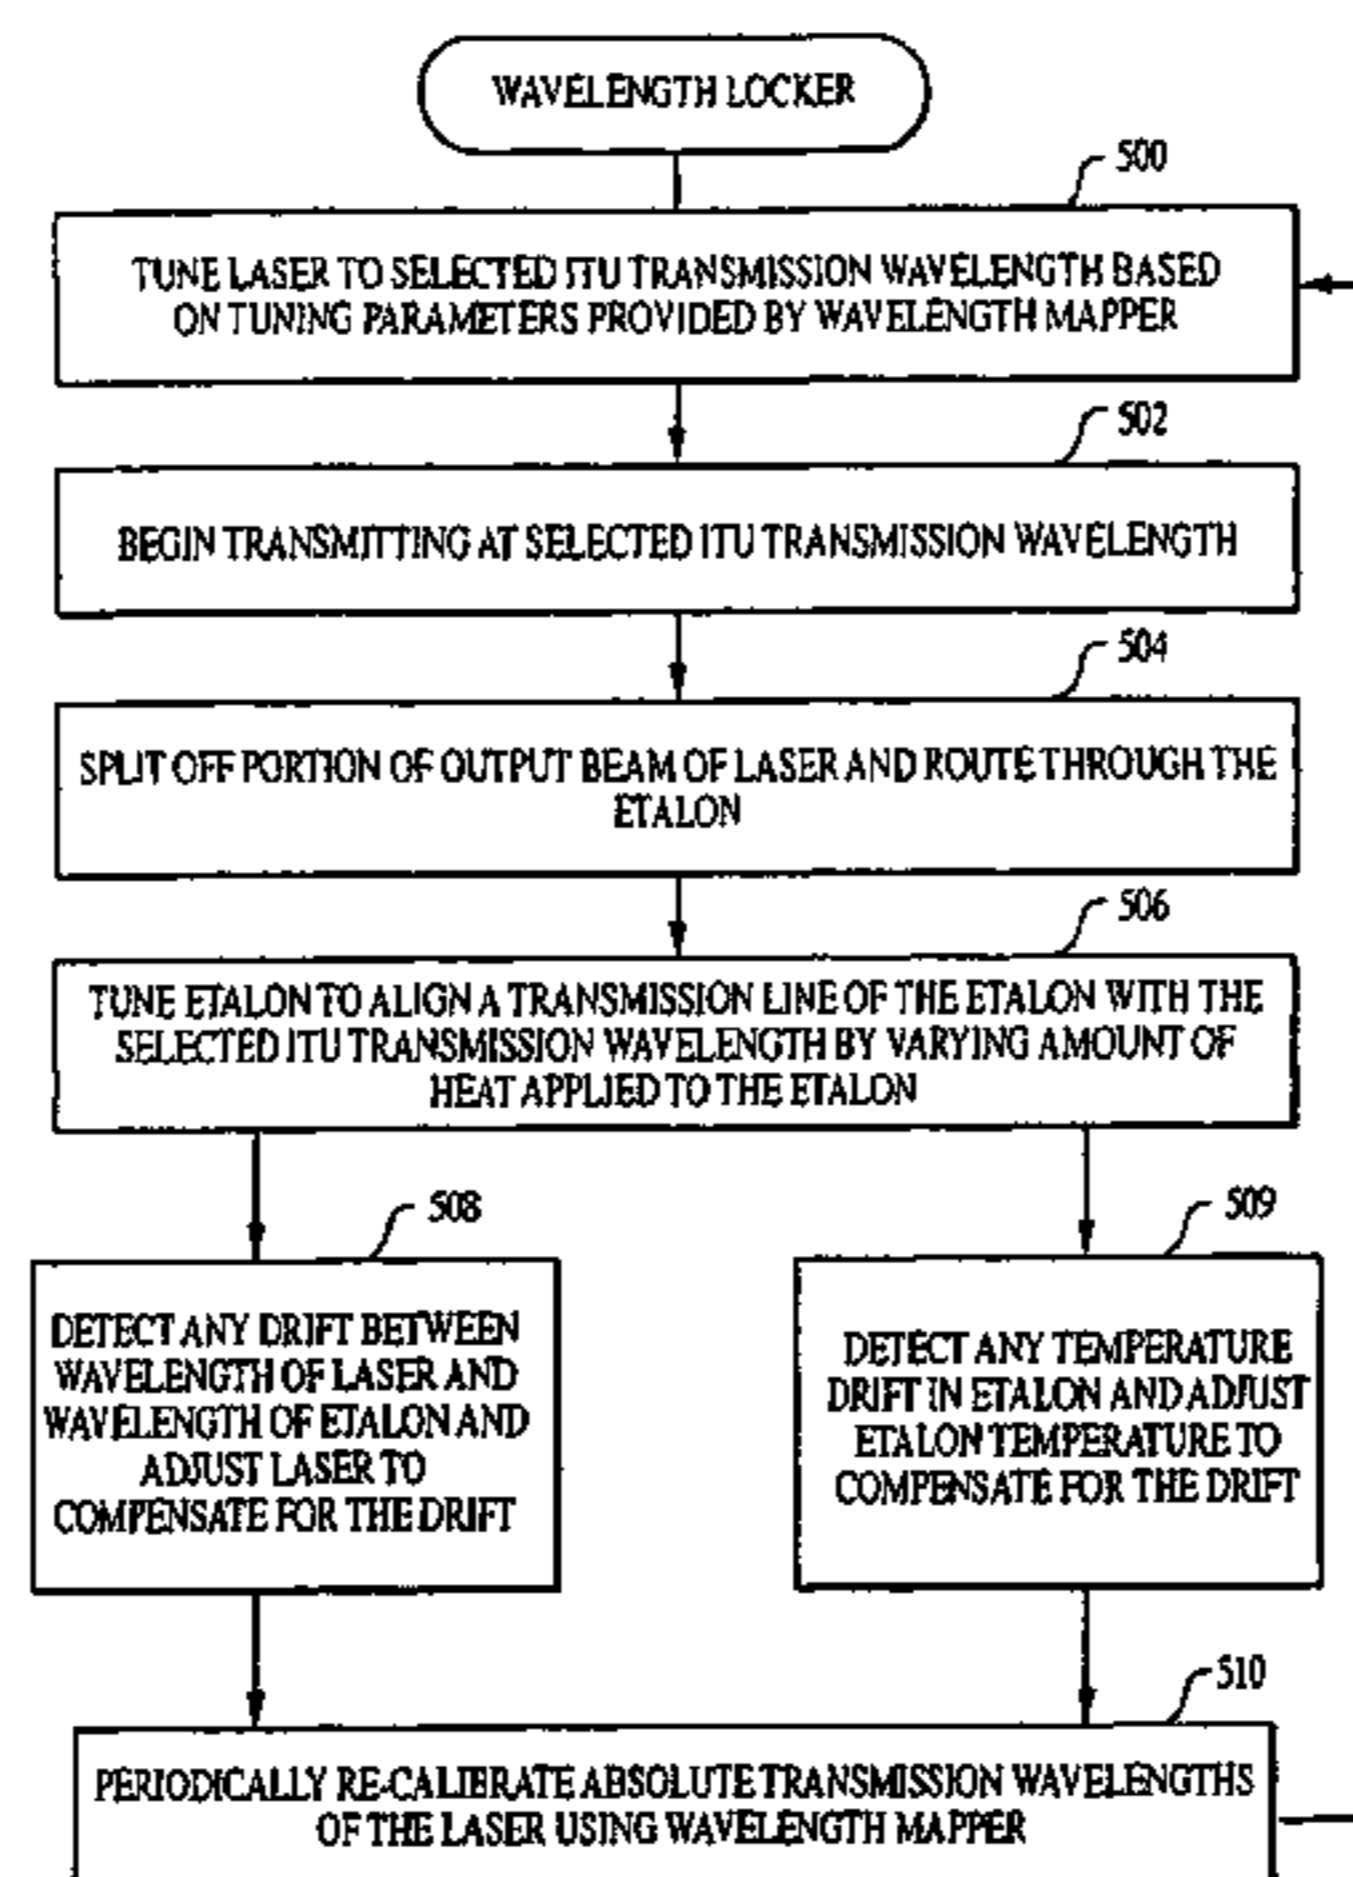 WAVELENGTH LOCKER
500
TUNE LASER TO SELECTED ITU TRANSMISSION WAVELENGTH BASED
ON TUNING PARAMETERS PROVIDED BY WAVELENGTH MAPPER
502
BEGIN TRANSMITTING AT SELECTED ITU TRANSMISSION WAVELENGTH
504
SPLIT OFF PORTION OF OUTPUT BEAM OF LASER AND ROUTE THROUGH THE
ETALON
506
TUNE ETALON TO ALIGN A TRANSMISSION LINE OF THE ETALON WITH THE
SELECTED ITU TRANSMISSION WAVELENGTH BY VARYING AMOUNT OF
HEAT APPLIED TO THE ETALON
508
DETECT ANY DRIFT BETWEEN
WAVELENGTH OF LASER AND
WAVELENGTH OF ETALON AND
ADJUST LASER TO
COMPENSATE FOR THE DRIFT
509
DETECT ANY TEMPERATURE
DRIFT IN ETALON AND ADJUST
ETALON TEMPERATURE TO
COMPENSATE FOR THE DRIFT
510
PERIODICALLY RE-CALIBRATE ABSOLUTE TRANSMISSION WAVELENGTHS
OF THE LASER USING WAVELENGTH MAPPER